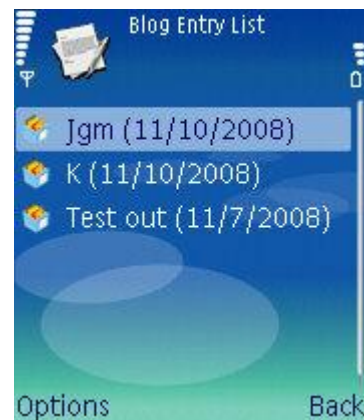 Blog Entry List
Jgm (11/10/2008)
K (11/10/2008)
Test out (11/7/2008)
Options Back